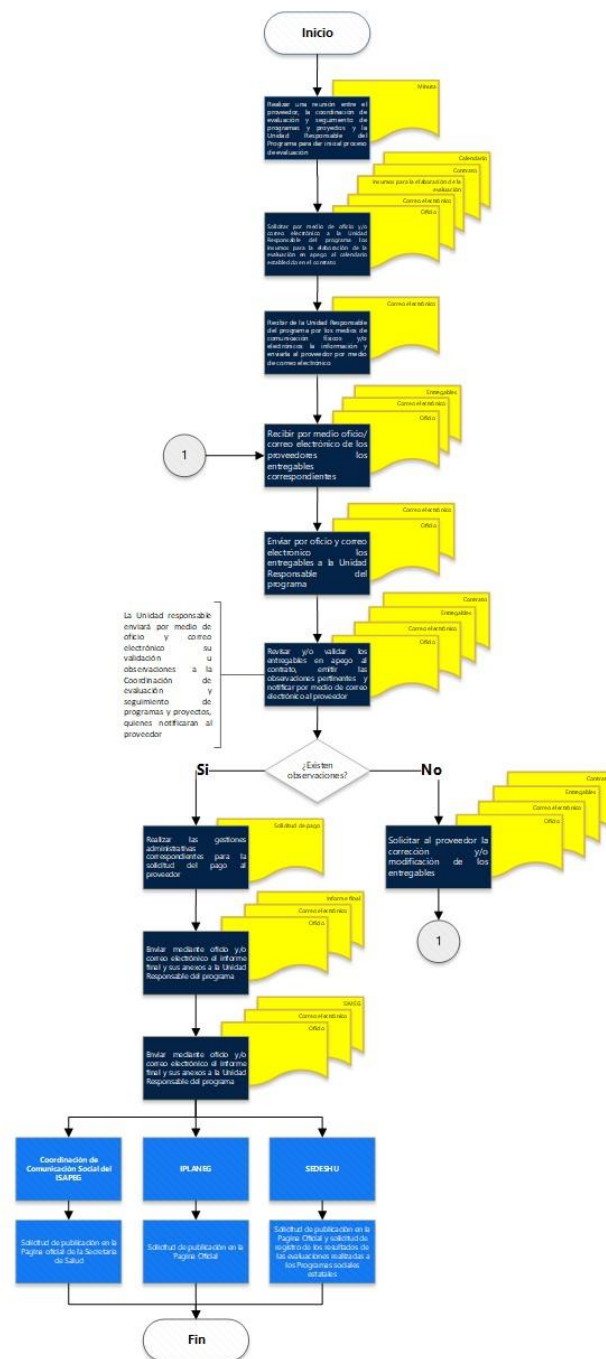 Inicio
Minuta
Realizar una reunión entre el
proveedor, la coordinación de
evaluación y seguimiento de
programas y proyectos y la
Unidad Responsable del
Programa para dar inicial proceso
de evaluación
Calendario
Contrato
Insumos para la elaboración de la
evaluación
Correo electrónico
Oficio
Solicitar por medio de oficio y/o
correo electrónico a la Unidad
Responsable del programa los
insumos para la elaboración de la
evaluación en apego al calendario
establecido en el contrato
Correo electrónico
Recibir de la Unidad Responsable
del programa por los medios de
comunicación físicos y/o
electrónicos la información y
enviarla al proveedor por medio
de correo electrónico
Entregables
Correo electrónico
Oficio
1
Recibir por medio oficio/
correo electrónico de los
proveedores los
entregables
correspondientes
Correo electrónico
Oficio
Enviar por oficio y correo
electrónico los
entregables a la Unidad
Responsable del
programa
Contrato
Entregables
Correo electrónico
Oficio
La Unidad responsable
enviará por medio de
oficio y correo
electrónico su
validación u
observaciones a la
Coordinación de
evaluación y
seguimiento de
programas y proyectos,
quienes notificaran al
proveedor
Revisar y/o validar los
entregables en apego al
contrato, emitir las
observaciones pertinentes y
notificar por medio de correo
electrónico al proveedor
¿Existen
observaciones?
Si
No
Solicitud de pago
Realizar las gestiones
administrativas
correspondientes para la
solicitud del pago al
proveedor
Contrato
Entregables
Correo electrónico
Oficio
Solicitar al proveedor la
corrección y/o
modificación de los
entregables
1
Informe final
Correo electrónico
Oficio
Enviar mediante oficio y/o
correo electrónico el informe
final y sus anexos a la Unidad
Responsable del programa
Correo electrónico
Oficio
Enviar mediante oficio y/o
correo electrónico el informe
final y sus anexos a la Unidad
Responsable del programa
Coordinación de
Comunicación Social del
ISAPEG
IPLANEG
SEDESHU
Solicitud de publicación en la
Pagina oficial de la Secretaria
de Salud
Solicitud de publicación en la
Pagina Oficial
Solicitud de publicación en la
Pagina Oficial y solicitud de
registro de los resultados de
las evaluaciones realizadas a
los Programas sociales
estatales
Fin